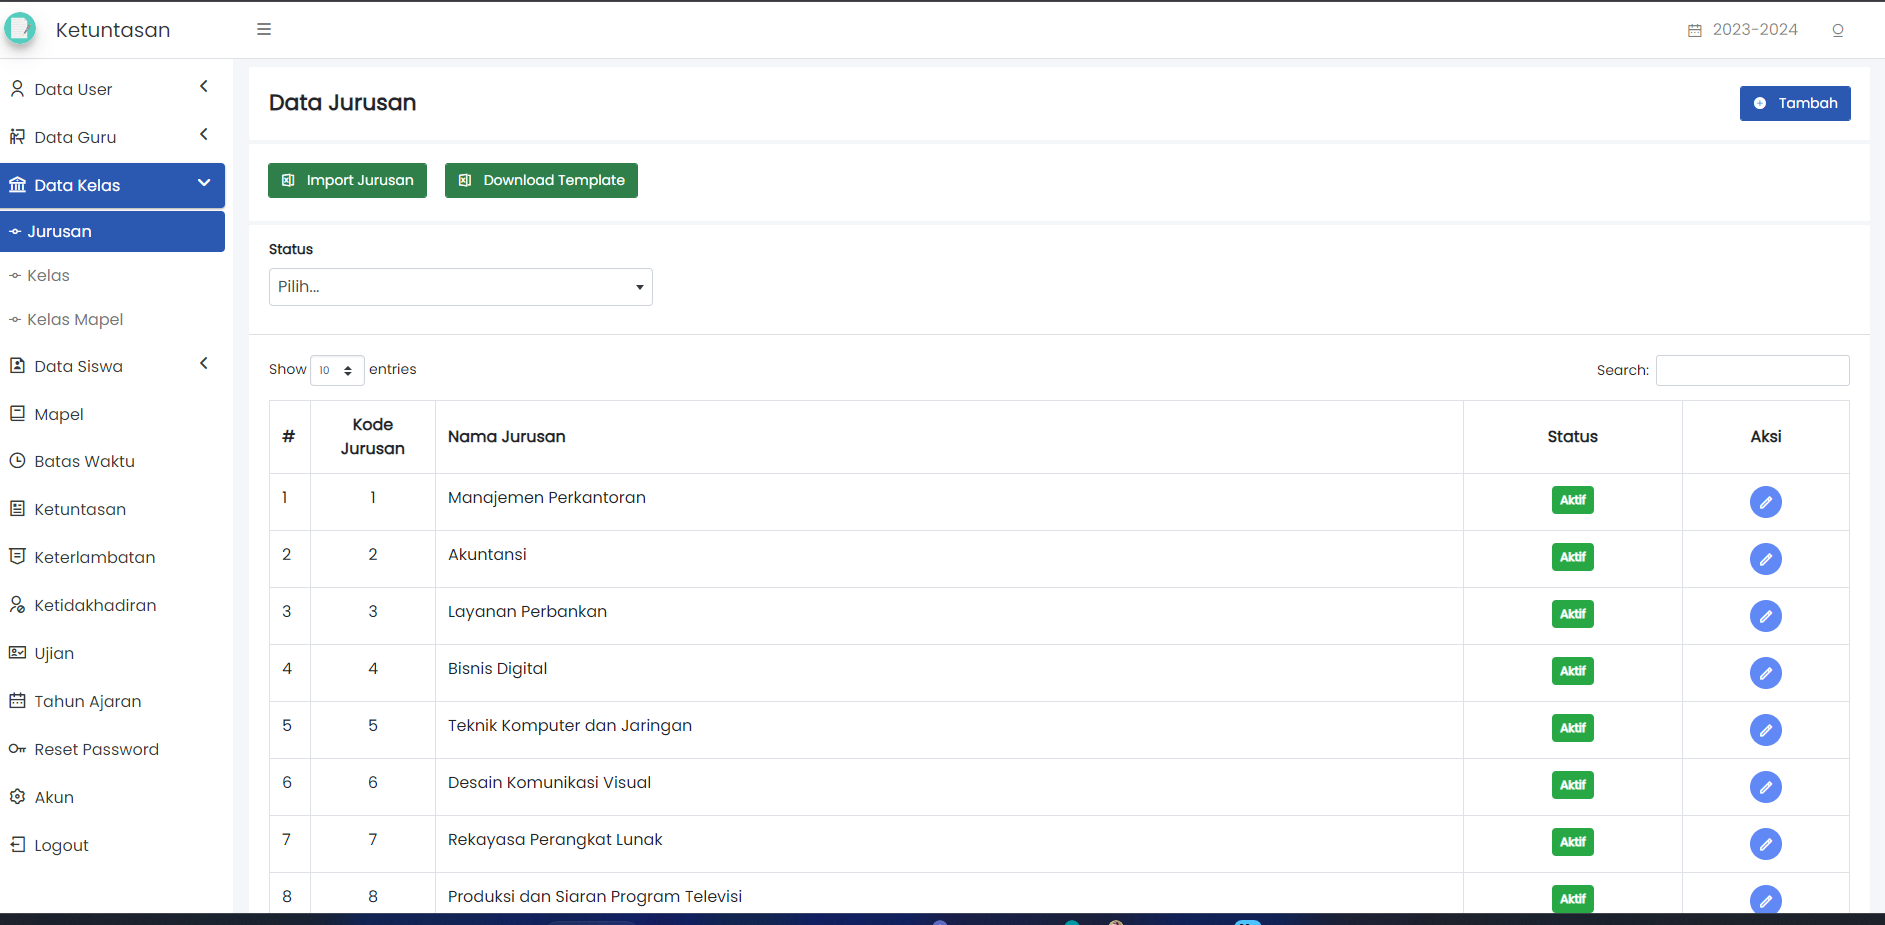 Ketuntasan
2023-2024
Data User
Data Guru
Data Kelas
Jurusan
Kelas
Kelas Mapel
Data Siswa
Mapel
Batas Waktu
Ketuntasan
Keterlambatan
Ketidakhadiran
Ujian
Tahun Ajaran
Reset Password
Akun
Logout
Data Jurusan
Tambah
Import Jurusan Download Template
Status
Pilih...
Show 10 entries Search:
# Kode Jurusan Nama Jurusan Status Aksi
1 1 Manajemen Perkantoran Aktif
2 2 Akuntansi Aktif
3 3 Layanan Perbankan Aktif
4 4 Bisnis Digital Aktif
5 5 Teknik Komputer dan Jaringan Aktif
6 6 Desain Komunikasi Visual Aktif
7 7 Rekayasa Perangkat Lunak Aktif
8 8 Produksi dan Siaran Program Televisi Aktif